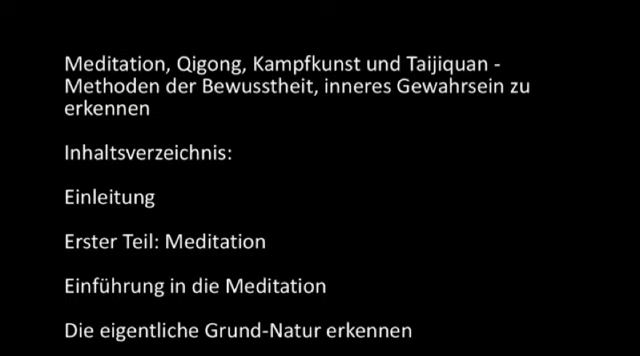 Meditation, Qigong, Kampfkunst und Taijiquan -
Methoden der Bewusstheit, inneres Gewahrsein zu
erkennen
Inhaltsverzeichnis:
Einleitung
Erster Teil: Meditation
Einführung in die Meditation
Die eigentliche Grund-Natur erkennen